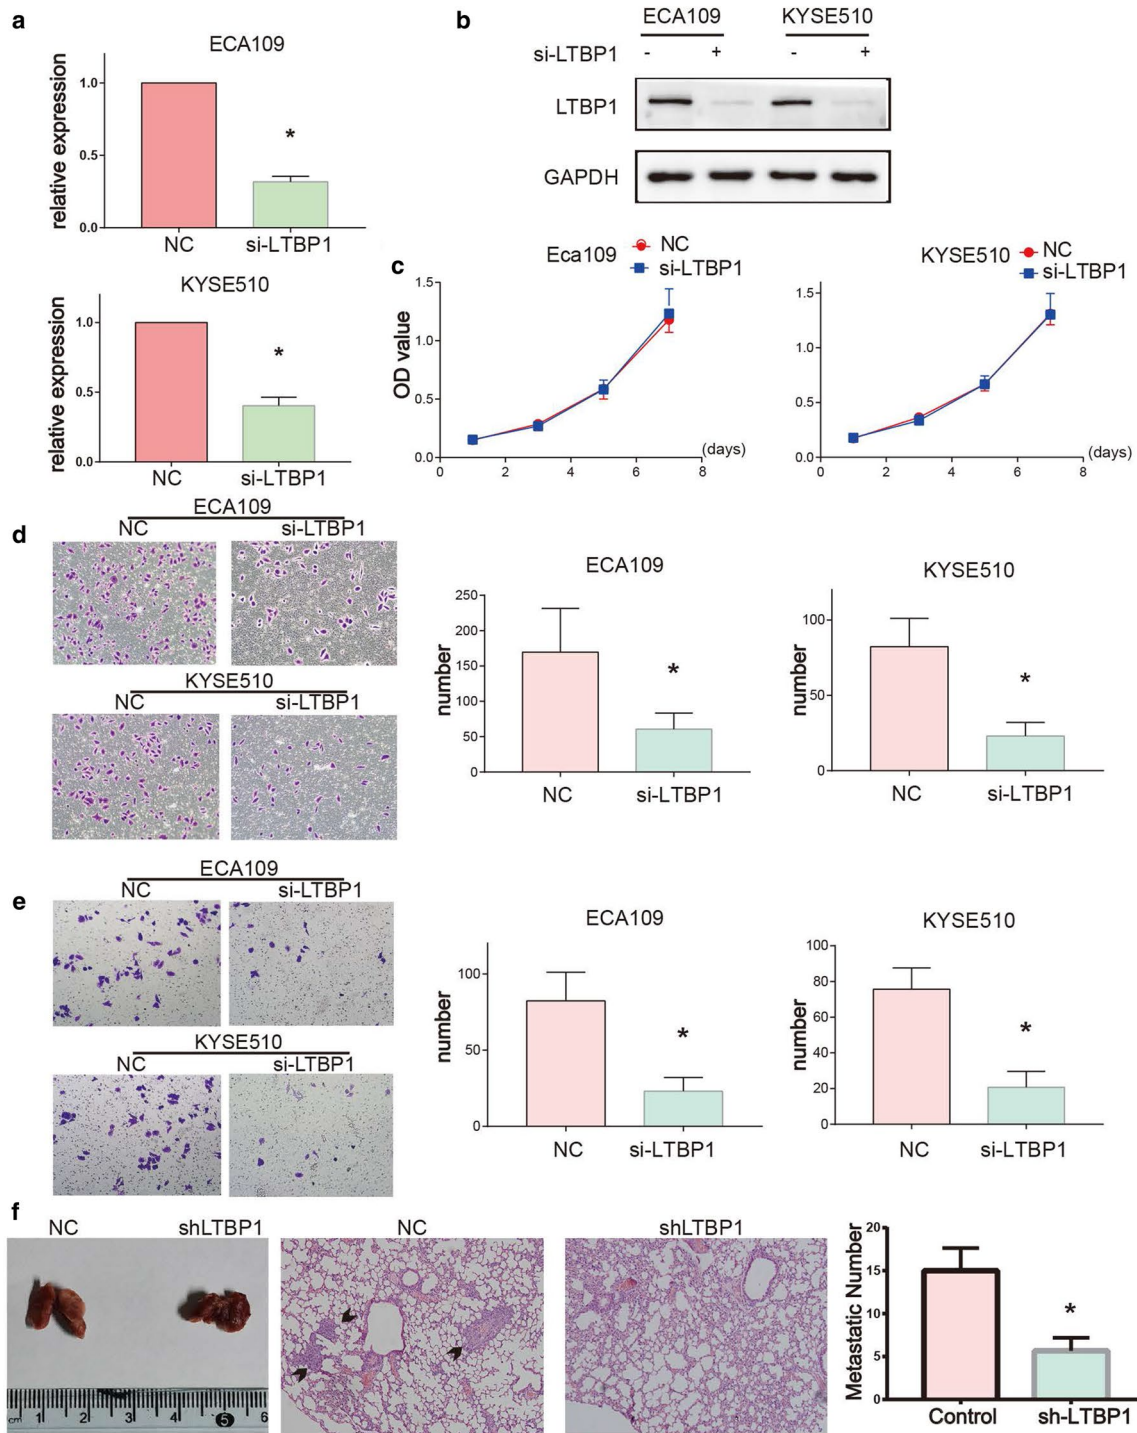 a
ECA109
relative expression
1.0
0.5
0.0
*
NC si-LTBP1
KYSE510
relative expression
1.0
0.5
0.0
*
NC si-LTBP1
b
ECA109 KYSE510
si-LTBP1 - + - +
LTBP1
GAPDH
c
Eca109
NC
si-LTBP1
OD value
1.5
1.0
0.5
0.0
0 2 4 6 8
(days)
KYSE510
NC
si-LTBP1
1.5
1.0
0.5
0.0
0 2 4 6 8
(days)
d
ECA109
NC si-LTBP1
KYSE510
NC si-LTBP1
ECA109
number
250
200
150
100
50
0
*
NC si-LTBP1
KYSE510
number
100
50
0
*
NC si-LTBP1
e
ECA109
NC si-LTBP1
KYSE510
NC si-LTBP1
ECA109
number
100
50
0
*
NC si-LTBP1
KYSE510
number
100
80
60
40
20
0
*
NC si-LTBP1
f
NC shLTBP1
cm 1 2 3 4 5 6
NC
shLTBP1
Metastatic Number
20
15
10
5
0
*
Control sh-LTBP1